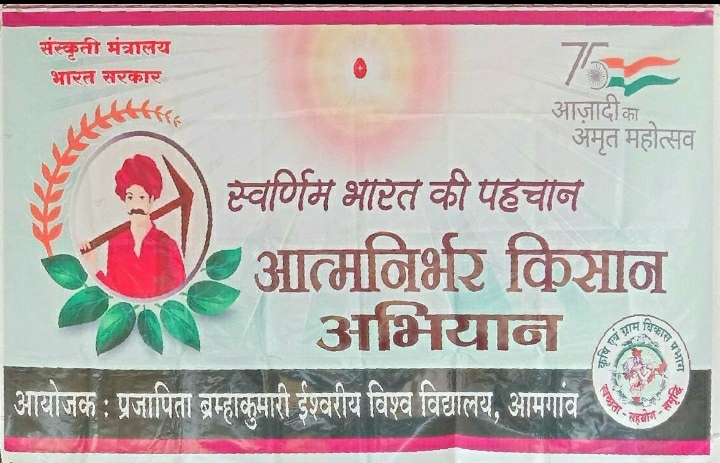 संस्कृती मंत्रालय
भारत सरकार
75
आज़ादी का
अमृत महोत्सव
स्वर्णिम भारत की पहचान
आत्मनिर्भर किसान
अभियान
कृषि एवं ग्राम विकास प्रभाग
स्वच्छता - सहयोग - समृद्धि
आयोजक : प्रजापिता ब्रम्हाकुमारी ईश्वरीय विश्व विद्यालय, आमगांव